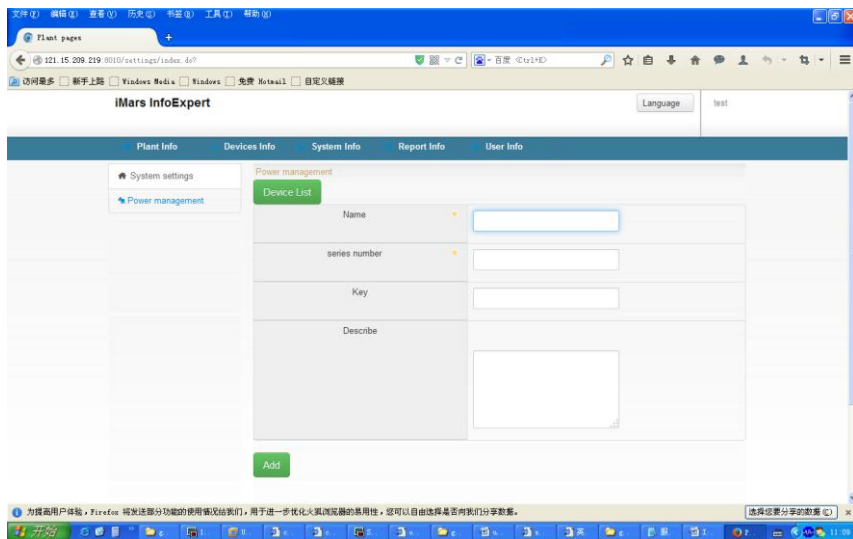 文件(F) 编辑(E) 查看(V) 历史(S) 书签(B) 工具(T) 帮助(H)
Plant pages
121.15.209.219:8010/settings/index.do?
百度 <Ctrl+K>
访问最多 新手上路 Windows Media Windows 免费 Hotmail 自定义链接
iMars InfoExpert
Language
test
Plant Info Devices Info System Info Report Info User Info
System settings
Power management
Power management
Device List
Name
series number
Key
Describe
Add
为提高用户体验，Firefox 将发送部分功能的使用情况给我们，用于进一步优化火狐浏览器的易用性，您可以自由选择是否向我们分享数据。
选择您要分享的数据(C)
开始
11:08